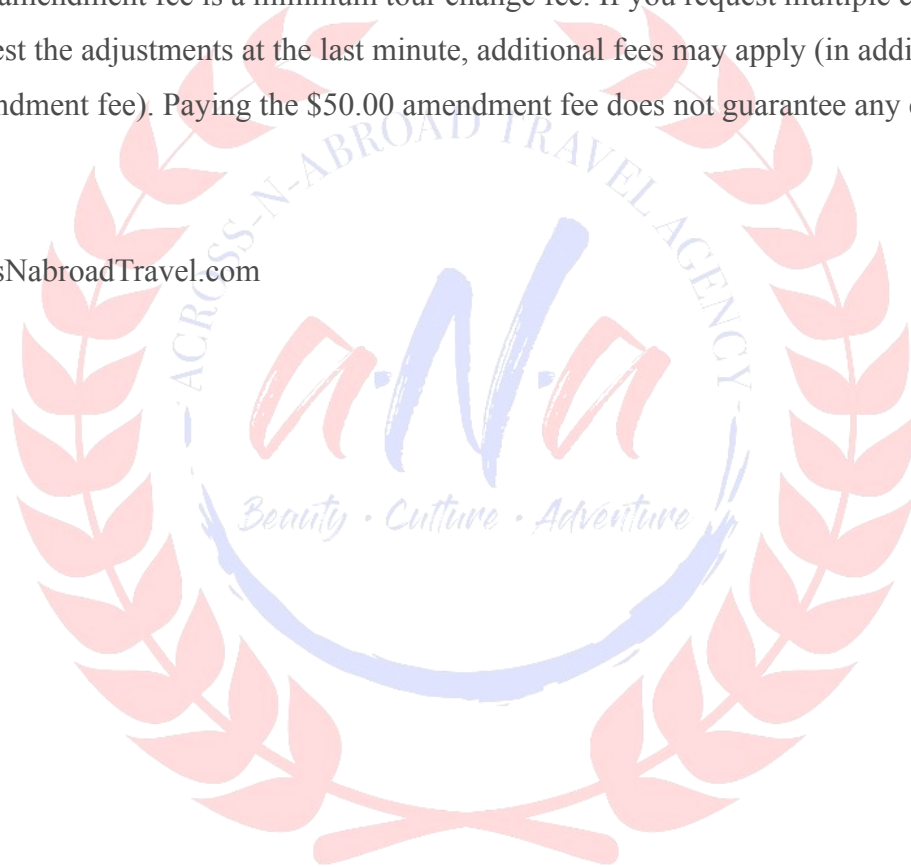 amendment fee is a minimum tour change fee. If you request multiple
est the adjustments at the last minute, additional fees may apply (in addi
ndment fee). Paying the $50.00 amendment fee does not guarantee any
ACROSS-N-ABROAD TRAVEL AGENCY
sNabroadTravel.com
a·N·a
Beauty · Culture · Adventure